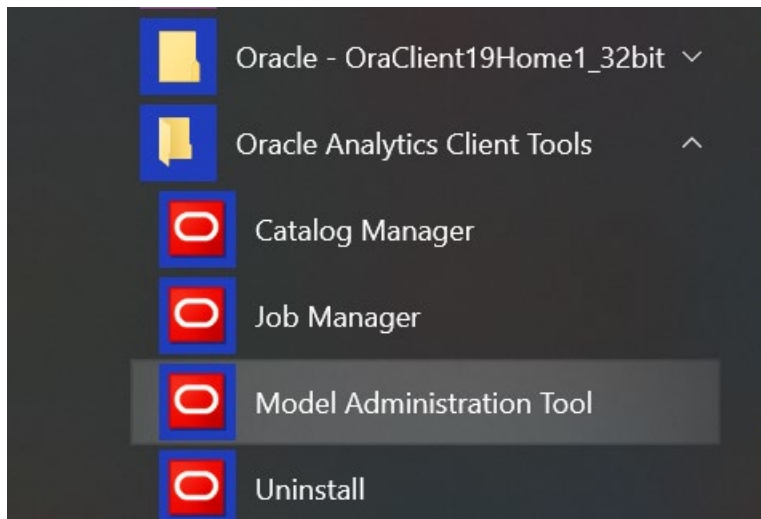 Oracle - OraClient19Home1_32bit
Oracle Analytics Client Tools
Catalog Manager
Job Manager
Model Administration Tool
Uninstall